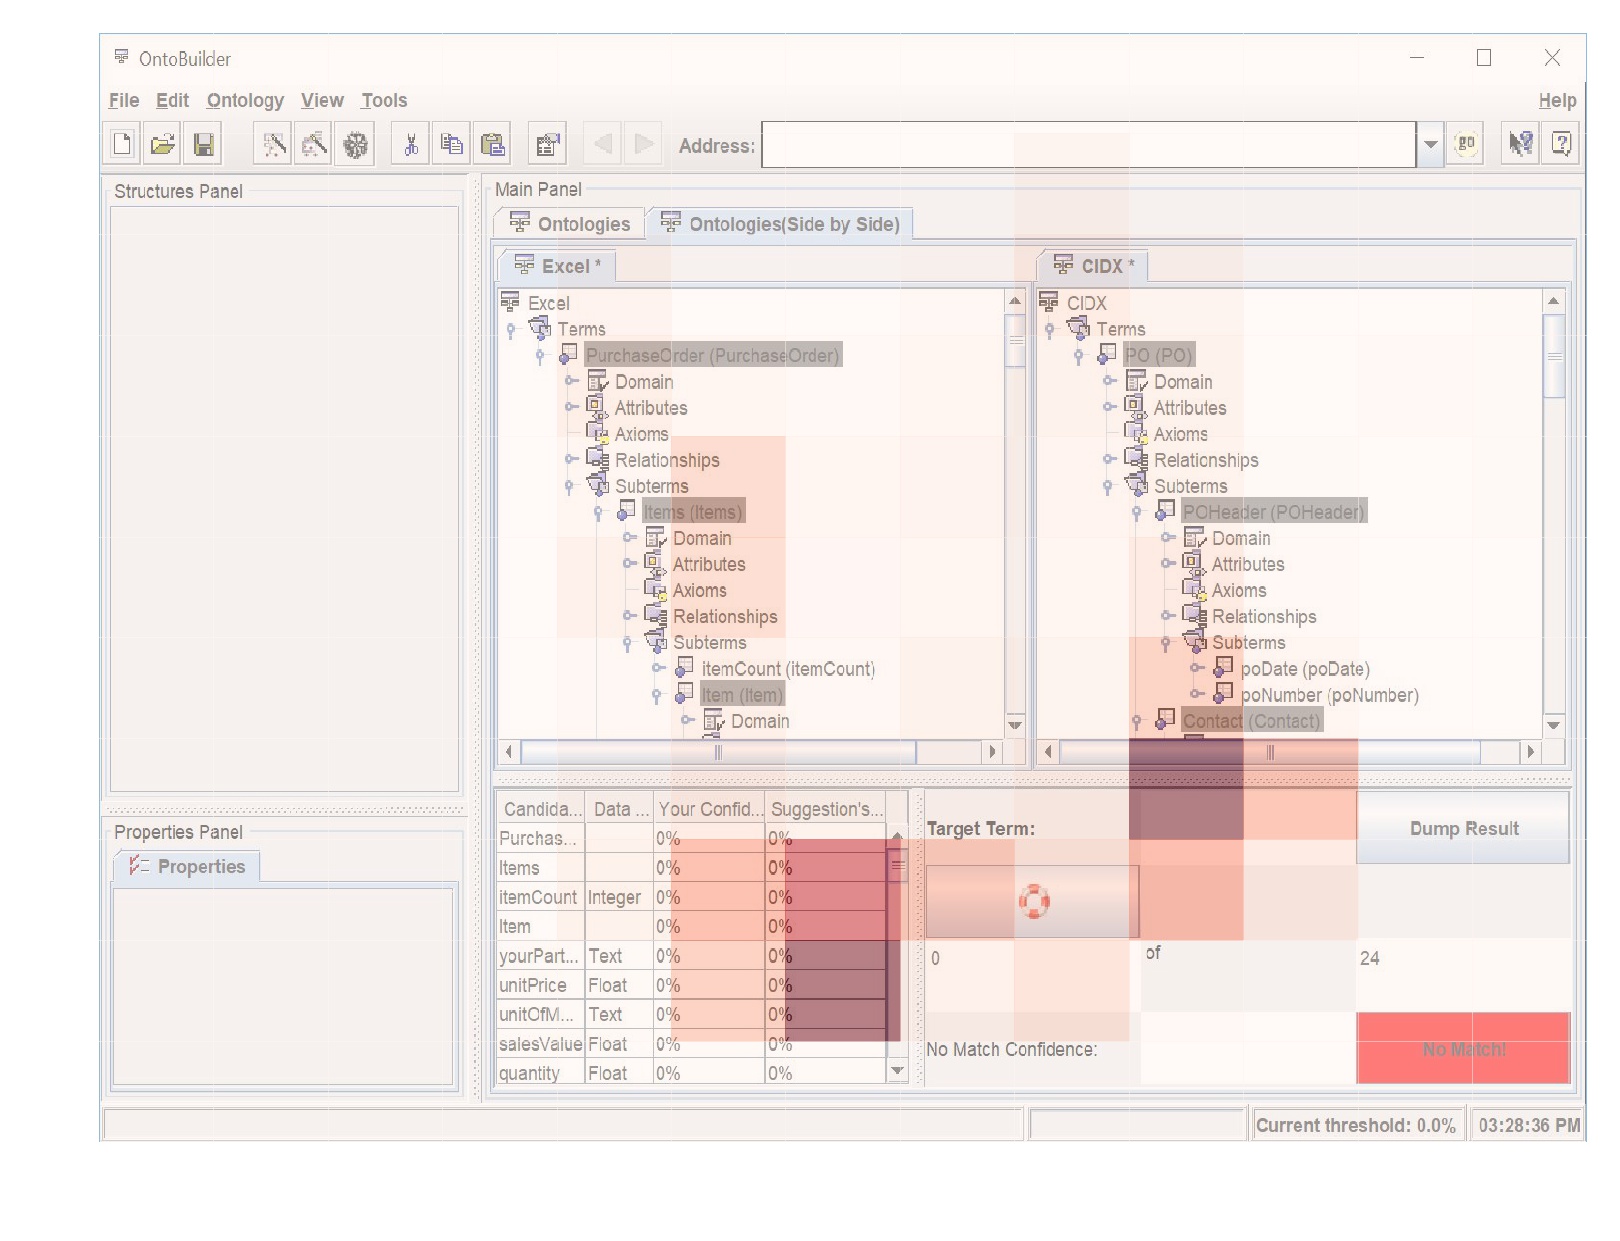 OntoBuilder
File Edit Ontology View Tools Help
Address: go
Structures Panel
Main Panel
Ontologies Ontologies(Side by Side)
Excel * CIDX *
Excel
Terms
PurchaseOrder (PurchaseOrder)
Domain
Attributes
Axioms
Relationships
Subterms
Items (Items)
Domain
Attributes
Axioms
Relationships
Subterms
itemCount (itemCount)
Item (Item)
Domain
CIDX
Terms
PO (PO)
Domain
Attributes
Axioms
Relationships
Subterms
POHeader (POHeader)
Domain
Attributes
Axioms
Relationships
Subterms
poDate (poDate)
poNumber (poNumber)
Contact (Contact)
Properties Panel
Properties
Candida... Data ... Your Confid... Suggestion's...
Purchas... 0% 0%
Items 0% 0%
itemCount Integer 0% 0%
Item 0% 0%
yourPart... Text 0% 0%
unitPrice Float 0% 0%
unitOfM... Text 0% 0%
salesValue Float 0% 0%
quantity Float 0% 0%
Target Term: Dump Result
0 of 24
No Match Confidence: No Match!
Current threshold: 0.0% 03:28:36 PM